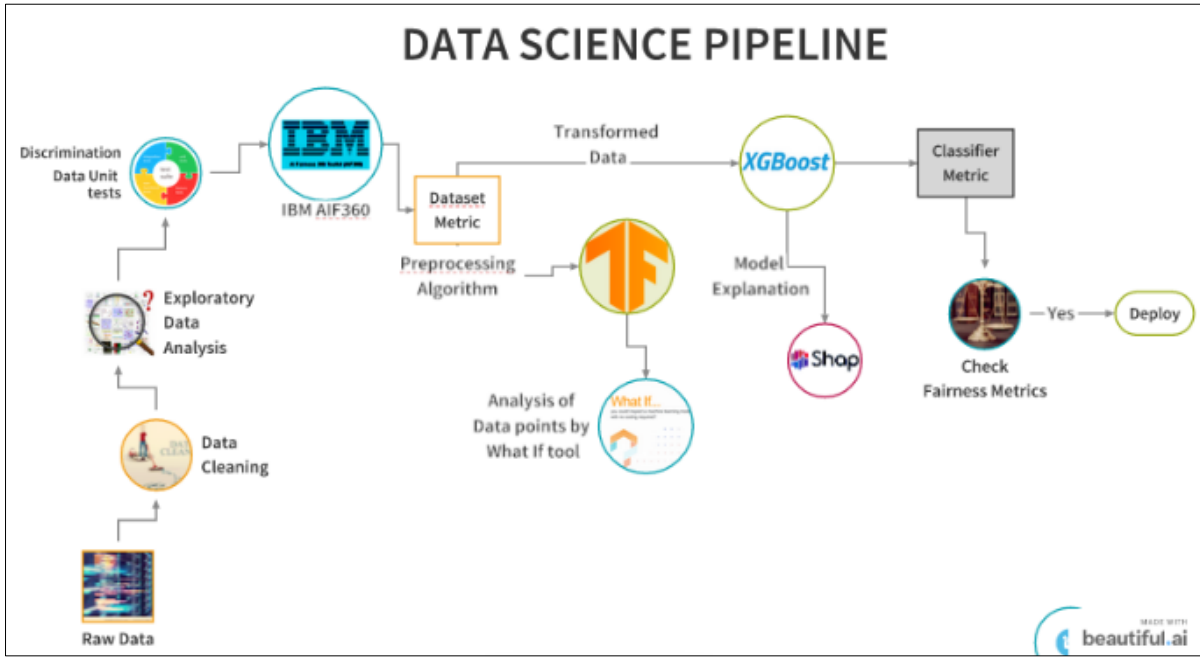 DATA SCIENCE PIPELINE
Discrimination
Data Unit
tests
IBM
IBM AIF360
Dataset
Metric
Transformed
Data
XGBoost
Classifier
Metric
Preprocessing
Algorithm
Model
Explanation
Shap
Exploratory
Data
Analysis
?
Yes
Deploy
Check
Fairness Metrics
Analysis of
Data points by
What If tool
What If...
Data
Cleaning
Raw Data
MADE WITH
beautiful.ai